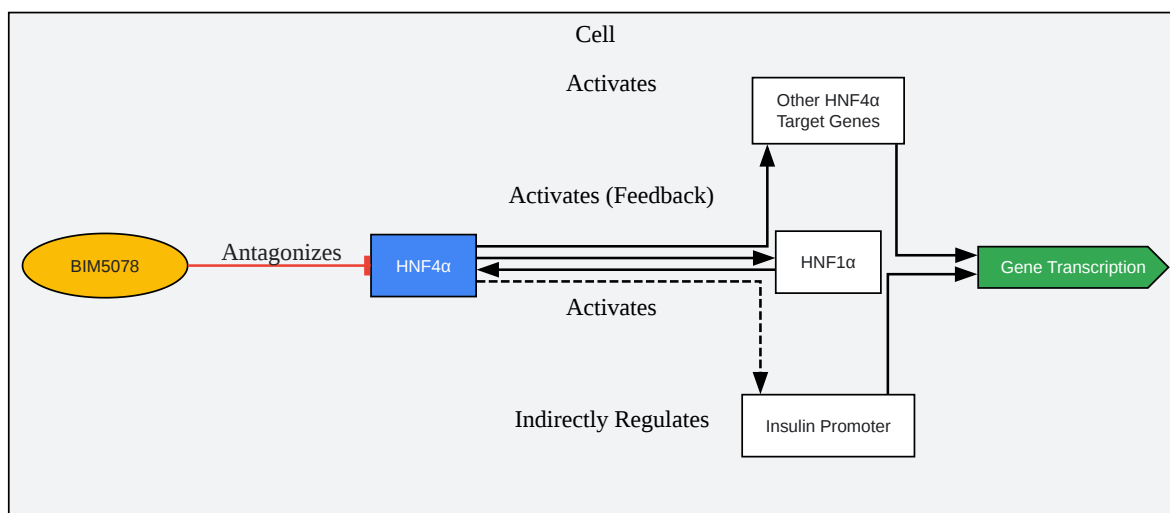 Cell
Activates
Other HNF4α
Target Genes
Activates (Feedback)
Antagonizes
BIM5078
HNF4α
HNF1α
Gene Transcription
Activates
Indirectly Regulates
Insulin Promoter